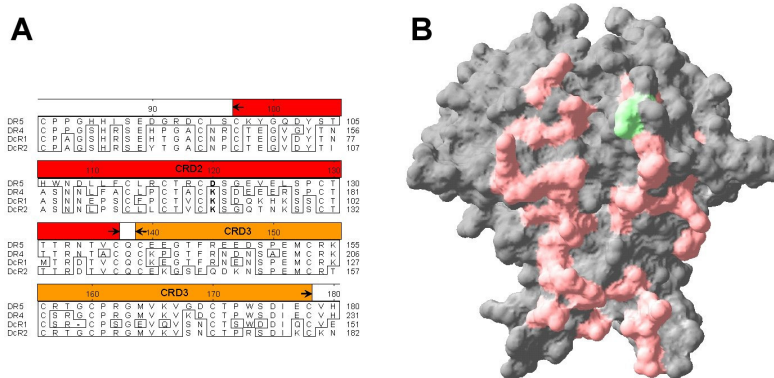 A
B
90 100
DR5 C P P G H H I S E D G R D C I S C K Y G Q D Y S T 105
DR4 C P P G S H R S E H P G A C N R C T E G V G Y T N 156
DcR1 C P A G S H R S E H T G A C N P C T E G V D Y T N 77
DcR2 C P A G S H R S E Y T G A C N P C T E G V D Y T I 107
110 CRD2 120 130
DR5 H W N D L L F C L R C T R C D S G E V E L S P C T 130
DR4 A S N N L F A C L P C T A C K S D E E E R S P C T 181
DcR1 A S N N E P S C F P C T V C K S D Q K H K S S C T 102
DcR2 A S N N L P S C L L C T V C K S G Q T N K S S C T 132
140 CRD3 150
DR5 T T R N T V C Q C E E G T F R E E D S P E M C R K 155
DR4 T T R N T A C Q C K P G T F R N D N S A E M C R K 206
DcR1 M T R D T V C Q C K E G T F R N E N S P E M C R K 127
DcR2 T T R D T V C Q C E K G S F Q D K N S P E M C R T 157
160 CRD3 170 180
DR5 C R T G C P R G M V K V G D C T P W S D I E C V H 180
DR4 C S R G C P R G M V K V K D C T P W S D I E C V H 231
DcR1 C S R - C P S G E V Q V S N C T S W D D I Q C V E 151
DcR2 C R T G C P R G M V K V S N C T P R S D I K C K N 182